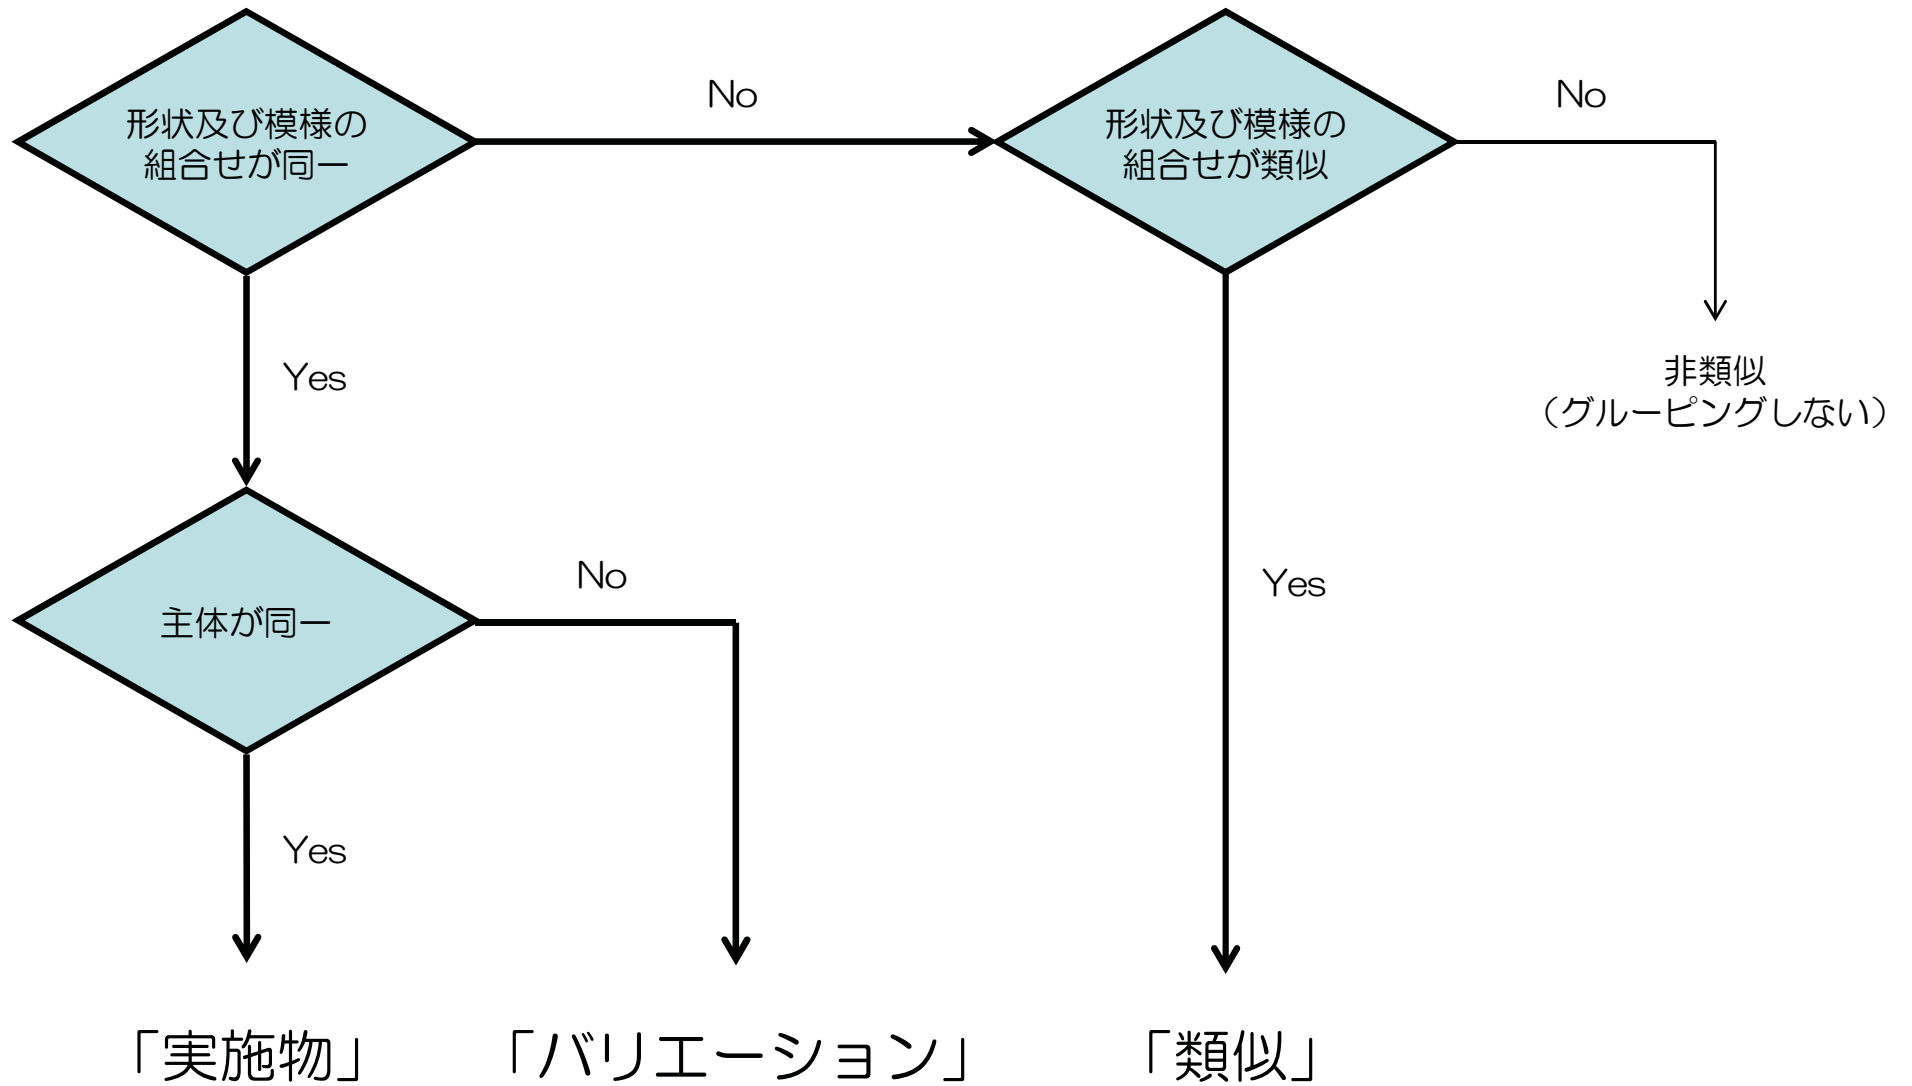 形状及び模様の
組合せが同一
No
形状及び模様の
組合せが類似
No
Yes
非類似
（グルーピングしない）
主体が同一
No
Yes
Yes
「実施物」
「バリエーション」
「類似」